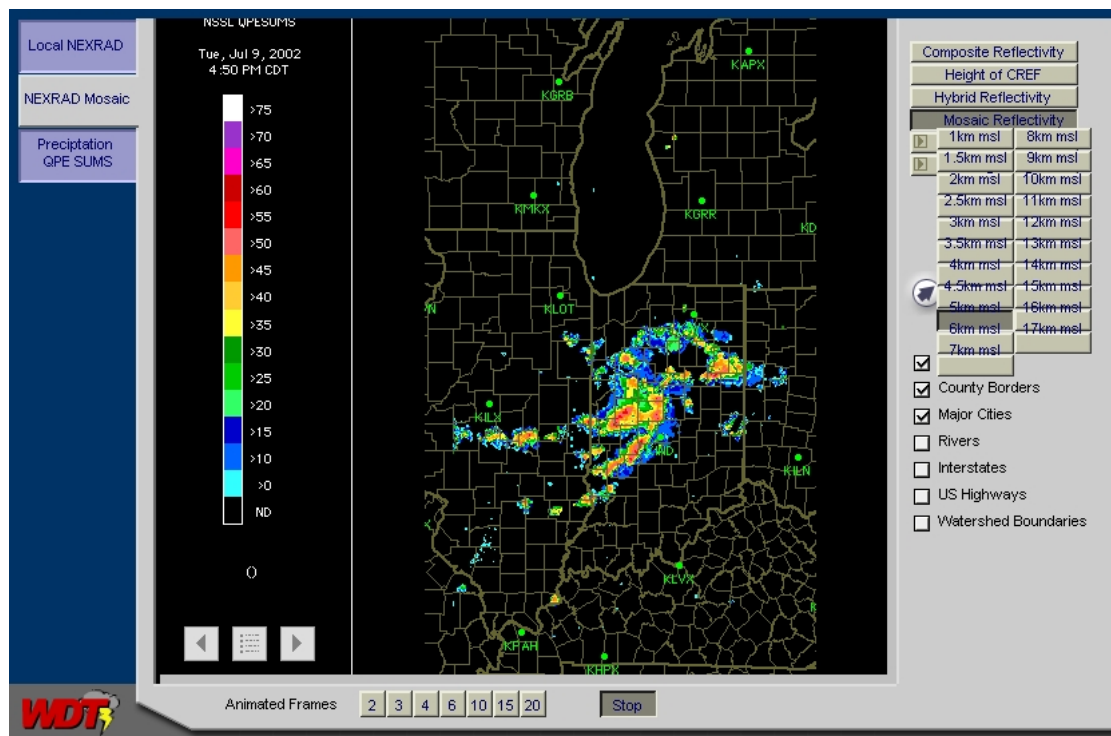 Local NEXRAD
NEXRAD Mosaic
Preciptation
QPE SUMS
NSSL QPESUMS
Tue, Jul 9, 2002
4:50 PM CDT
>75
>70
>65
>60
>55
>50
>45
>40
>35
>30
>25
>20
>15
>10
>0
ND
()
KAPX
KGRB
KMKX
KGRR
KD
KLOT
N
KILX
ND
KILN
KLVX
KPAH
KHPX
Composite Reflectivity
Height of CREF
Hybrid Reflectivity
Mosaic Reflectivity
1km msl 8km msl
1.5km msl 9km msl
2km msl 10km msl
2.5km msl 11km msl
3km msl 12km msl
3.5km msl 13km msl
4km msl 14km msl
4.5km msl 15km msl
5km msl 16km msl
6km msl 17km msl
7km msl
County Borders
Major Cities
Rivers
Interstates
US Highways
Watershed Boundaries
WDT
Animated Frames 2 3 4 6 10 15 20 Stop